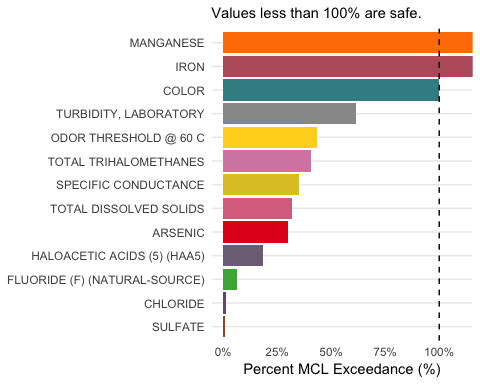 Values less than 100% are safe.
MANGANESE
IRON
COLOR
TURBIDITY, LABORATORY
ODOR THRESHOLD @ 60 C
TOTAL TRIHALOMETHANES
SPECIFIC CONDUCTANCE
TOTAL DISSOLVED SOLIDS
ARSENIC
HALOACETIC ACIDS (5) (HAA5)
FLUORIDE (F) (NATURAL-SOURCE)
CHLORIDE
SULFATE
0% 25% 50% 75% 100%
Percent MCL Exceedance (%)